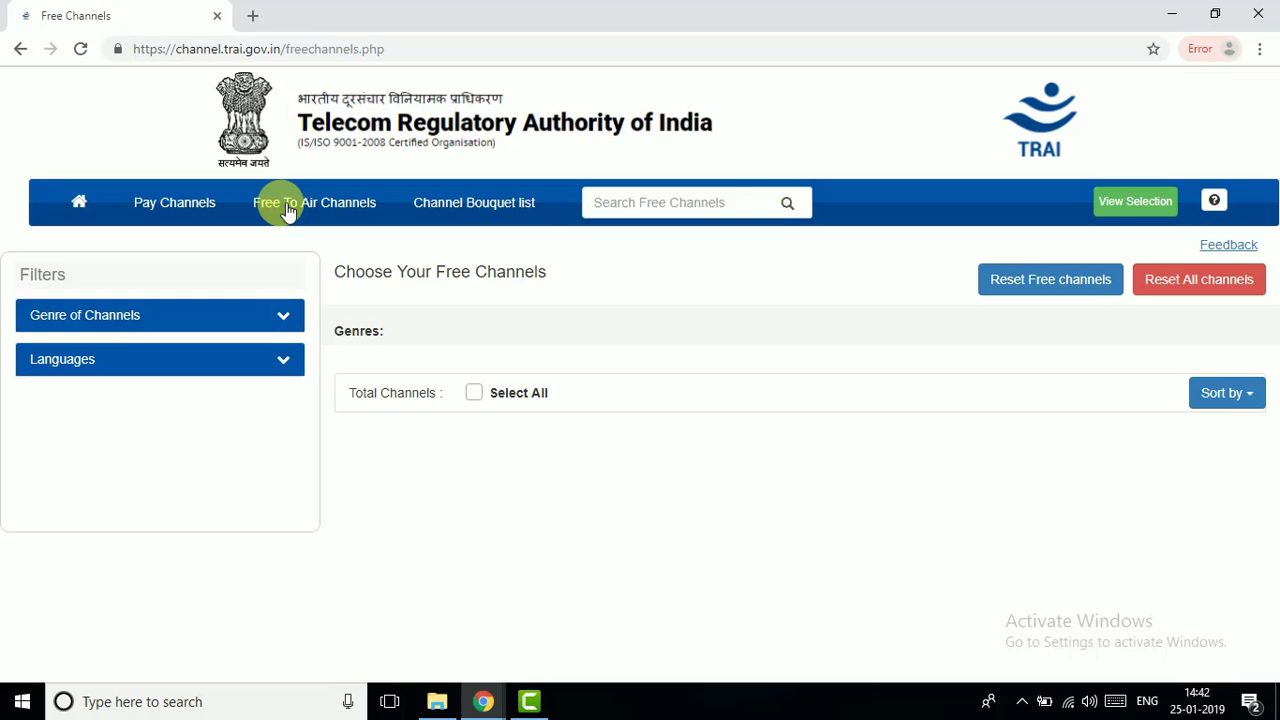 Free Channels
https://channel.trai.gov.in/freechannels.php
Error
भारतीय दूरसंचार विनियामक प्राधिकरण
Telecom Regulatory Authority of India
(IS/ISO 9001-2008 Certified Organisation)
सत्यमेव जयते
TRAI
Pay Channels
Free To Air Channels
Channel Bouquet list
Search Free Channels
View Selection
Feedback
Filters
Choose Your Free Channels
Reset Free channels
Reset All channels
Genre of Channels
Genres:
Languages
Total Channels :
Select All
Sort by
Activate Windows
Go to Settings to activate Windows.
Type here to search
ENG
14:42
25-01-2019
2